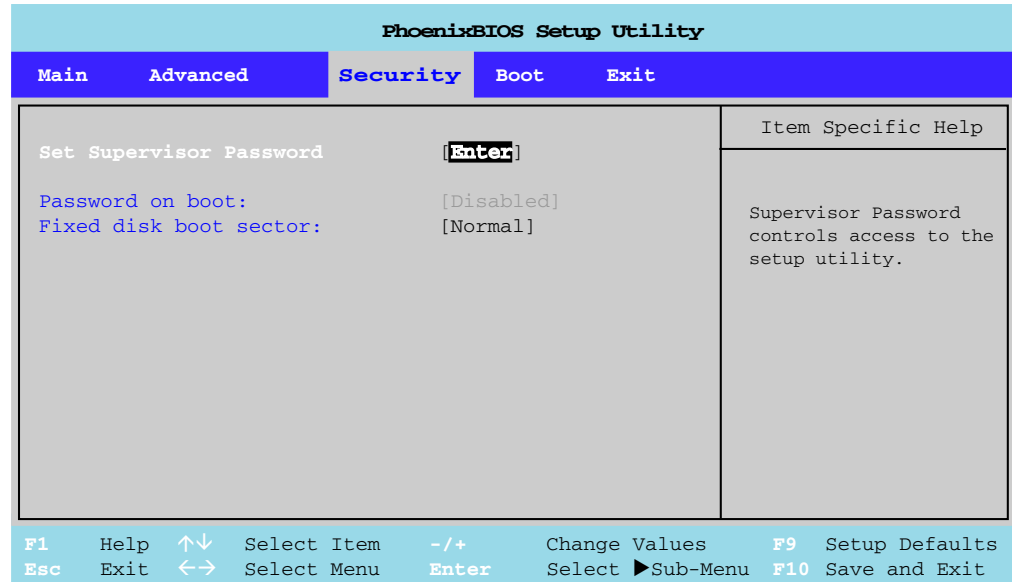 PhoenixBIOS Setup Utility
Main Advanced Security Boot Exit
Item Specific Help
Set Supervisor Password [Enter]
Password on boot: [Disabled]
Fixed disk boot sector: [Normal]
Supervisor Password
controls access to the
setup utility.
F1 Help ↑↓ Select Item -/+ Change Values F9 Setup Defaults
Esc Exit ←→ Select Menu Enter Select ▶Sub-Menu F10 Save and Exit